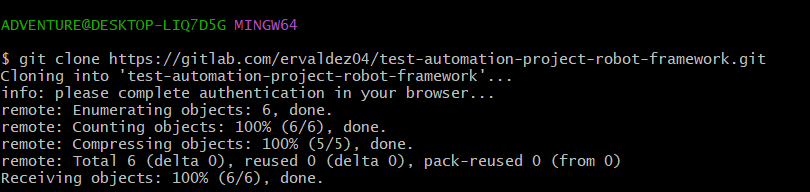 ADVENTURE@DESKTOP-LIQ7D5G MINGW64
$ git clone https://gitlab.com/ervaldez04/test-automation-project-robot-framework.git
Cloning into 'test-automation-project-robot-framework'...
info: please complete authentication in your browser...
remote: Enumerating objects: 6, done.
remote: Counting objects: 100% (6/6), done.
remote: Compressing objects: 100% (5/5), done.
remote: Total 6 (delta 0), reused 0 (delta 0), pack-reused 0 (from 0)
Receiving objects: 100% (6/6), done.